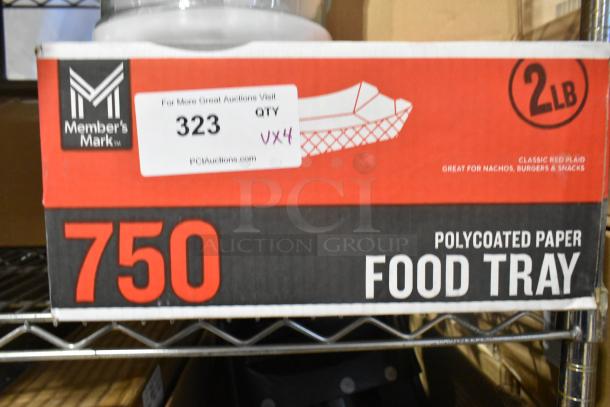 Member's
Mark™
For More Great Auctions Visit
323
QTY
VX4
PCIAuctions.com
2LB
CLASSIC RED PLAID
GREAT FOR NACHOS, BURGERS & SNACKS
PCI
AUCTION GROUP
750
POLYCOATED PAPER
FOOD TRAY